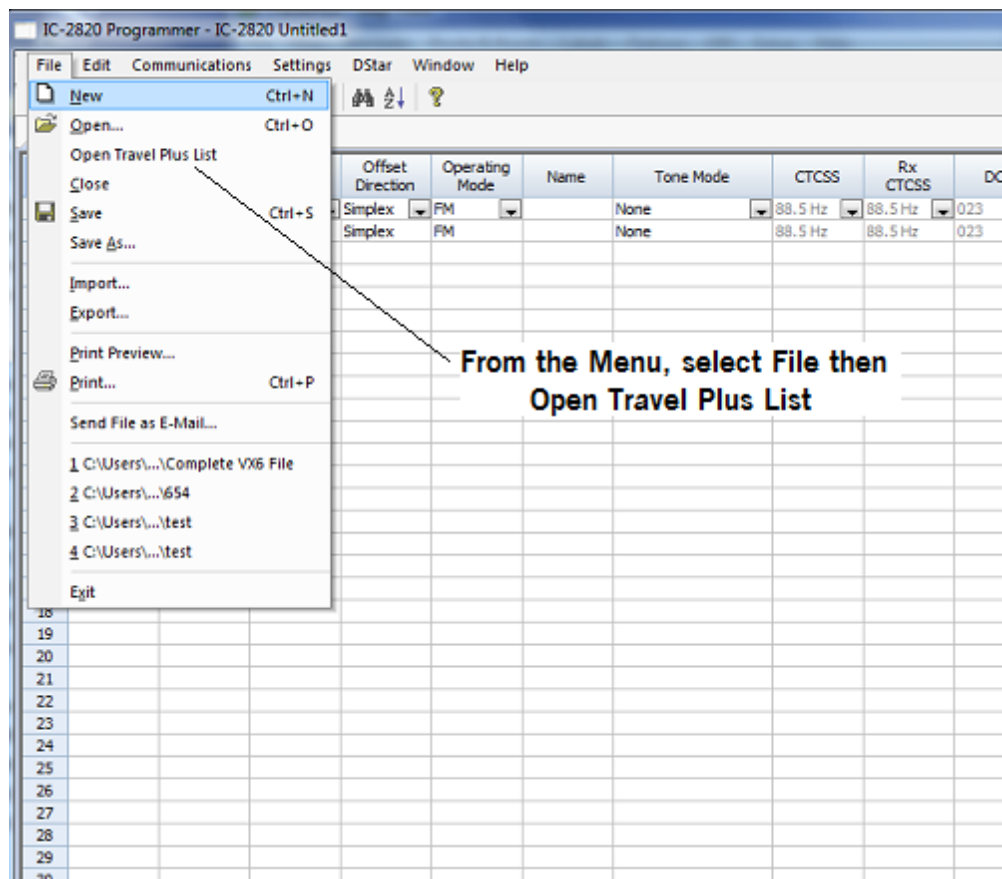 IC-2820 Programmer - IC-2820 Untitled1
File Edit Communications Settings DStar Window Help
New Ctrl+N
Open... Ctrl+O
Open Travel Plus List
Close
Save Ctrl+S
Save As...
Import...
Export...
Print Preview...
Print... Ctrl+P
Send File as E-Mail...
1 C:\Users\...\Complete VX6 File
2 C:\Users\...\654
3 C:\Users\...\test
4 C:\Users\...\test
Exit
Offset Direction Operating Mode Name Tone Mode CTCSS Rx CTCSS DC
Simplex FM None 88.5 Hz 88.5 Hz 023
Simplex FM None 88.5 Hz 88.5 Hz 023
From the Menu, select File then
Open Travel Plus List
18
19
20
21
22
23
24
25
26
27
28
29